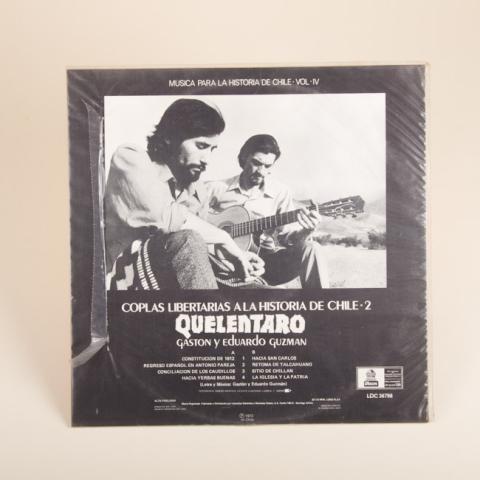 MUSICA PARA LA HISTORIA DE CHILE · VOL · IV
COPLAS LIBERTARIAS A LA HISTORIA DE CHILE · 2
QUELENTARO
GASTON y EDUARDO GUZMAN
A B
CONSTITUCION DE 1812 1 HACIA SAN CARLOS
REGRESO ESPAÑOL EN ANTONIO PAREJA 2 RETOMA DE TALCAHUANO
CONCILIACION DE LOS CAUDILLOS 3 SITIO DE CHILLAN
HACIA YERBAS BUENAS 4 LA IGLESIA Y LA PATRIA
(Letra y Música: Gastón y Eduardo Guzmán)
LDC 36798